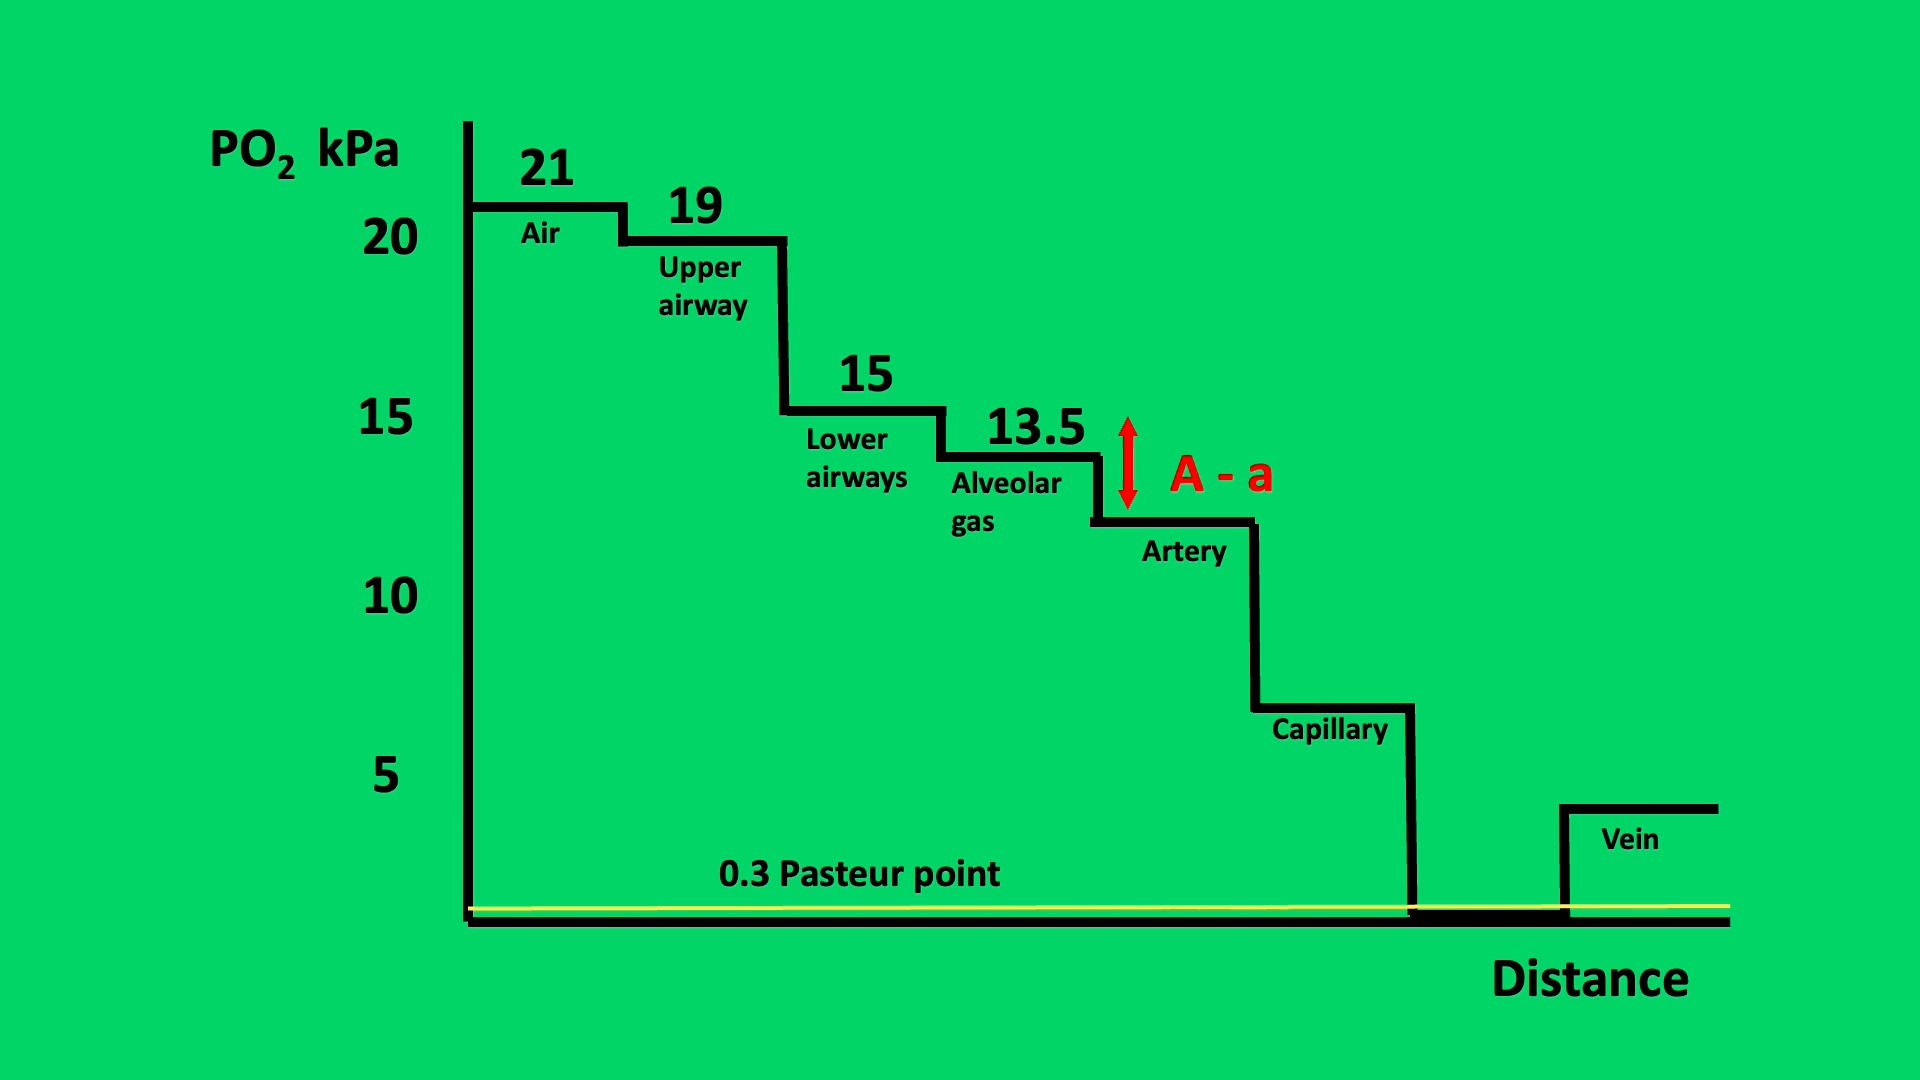 PO2 kPa
21
19
20
Air
Upper
airway
15
15
13.5
Lower
airways
A - a
Alveolar
gas
Artery
10
Capillary
5
Vein
0.3 Pasteur point
Distance